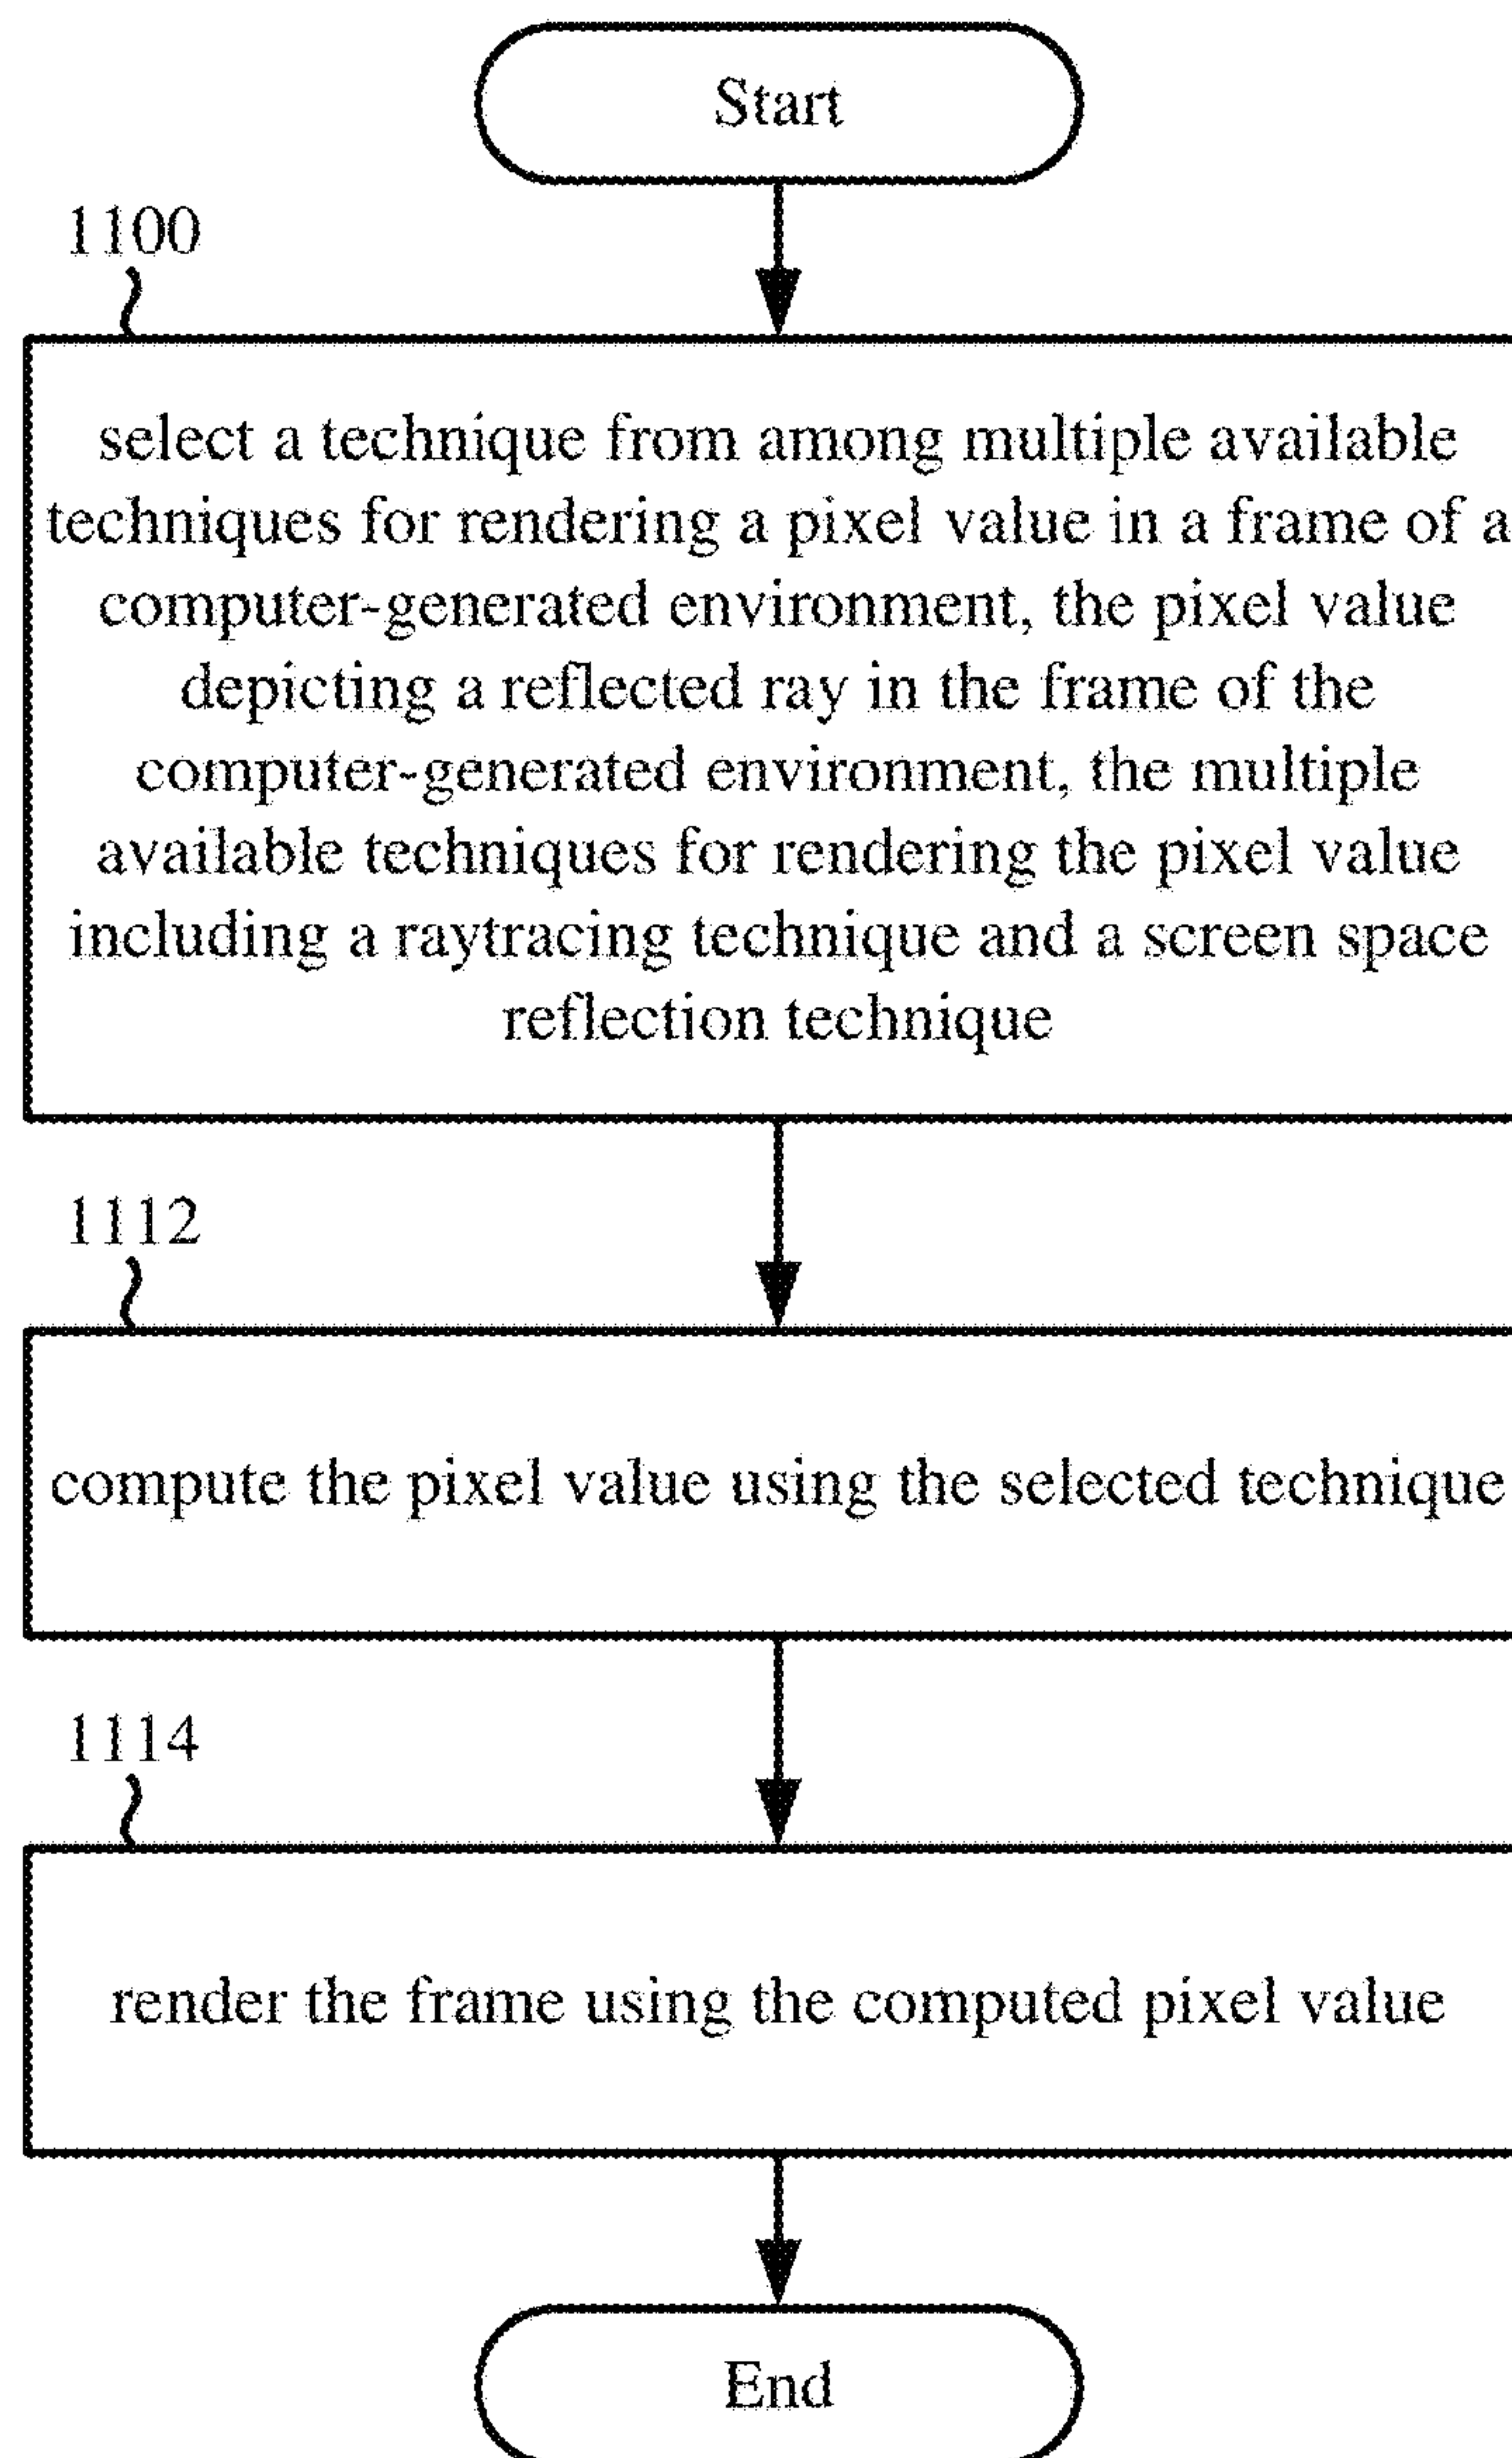 Start
1100
select a technique from among multiple available
techniques for rendering a pixel value in a frame of a
computer-generated environment, the pixel value
depicting a reflected ray in the frame of the
computer-generated environment, the multiple
available techniques for rendering the pixel value
including a raytracing technique and a screen space
reflection technique
1112
compute the pixel value using the selected technique
1114
render the frame using the computed pixel value
End